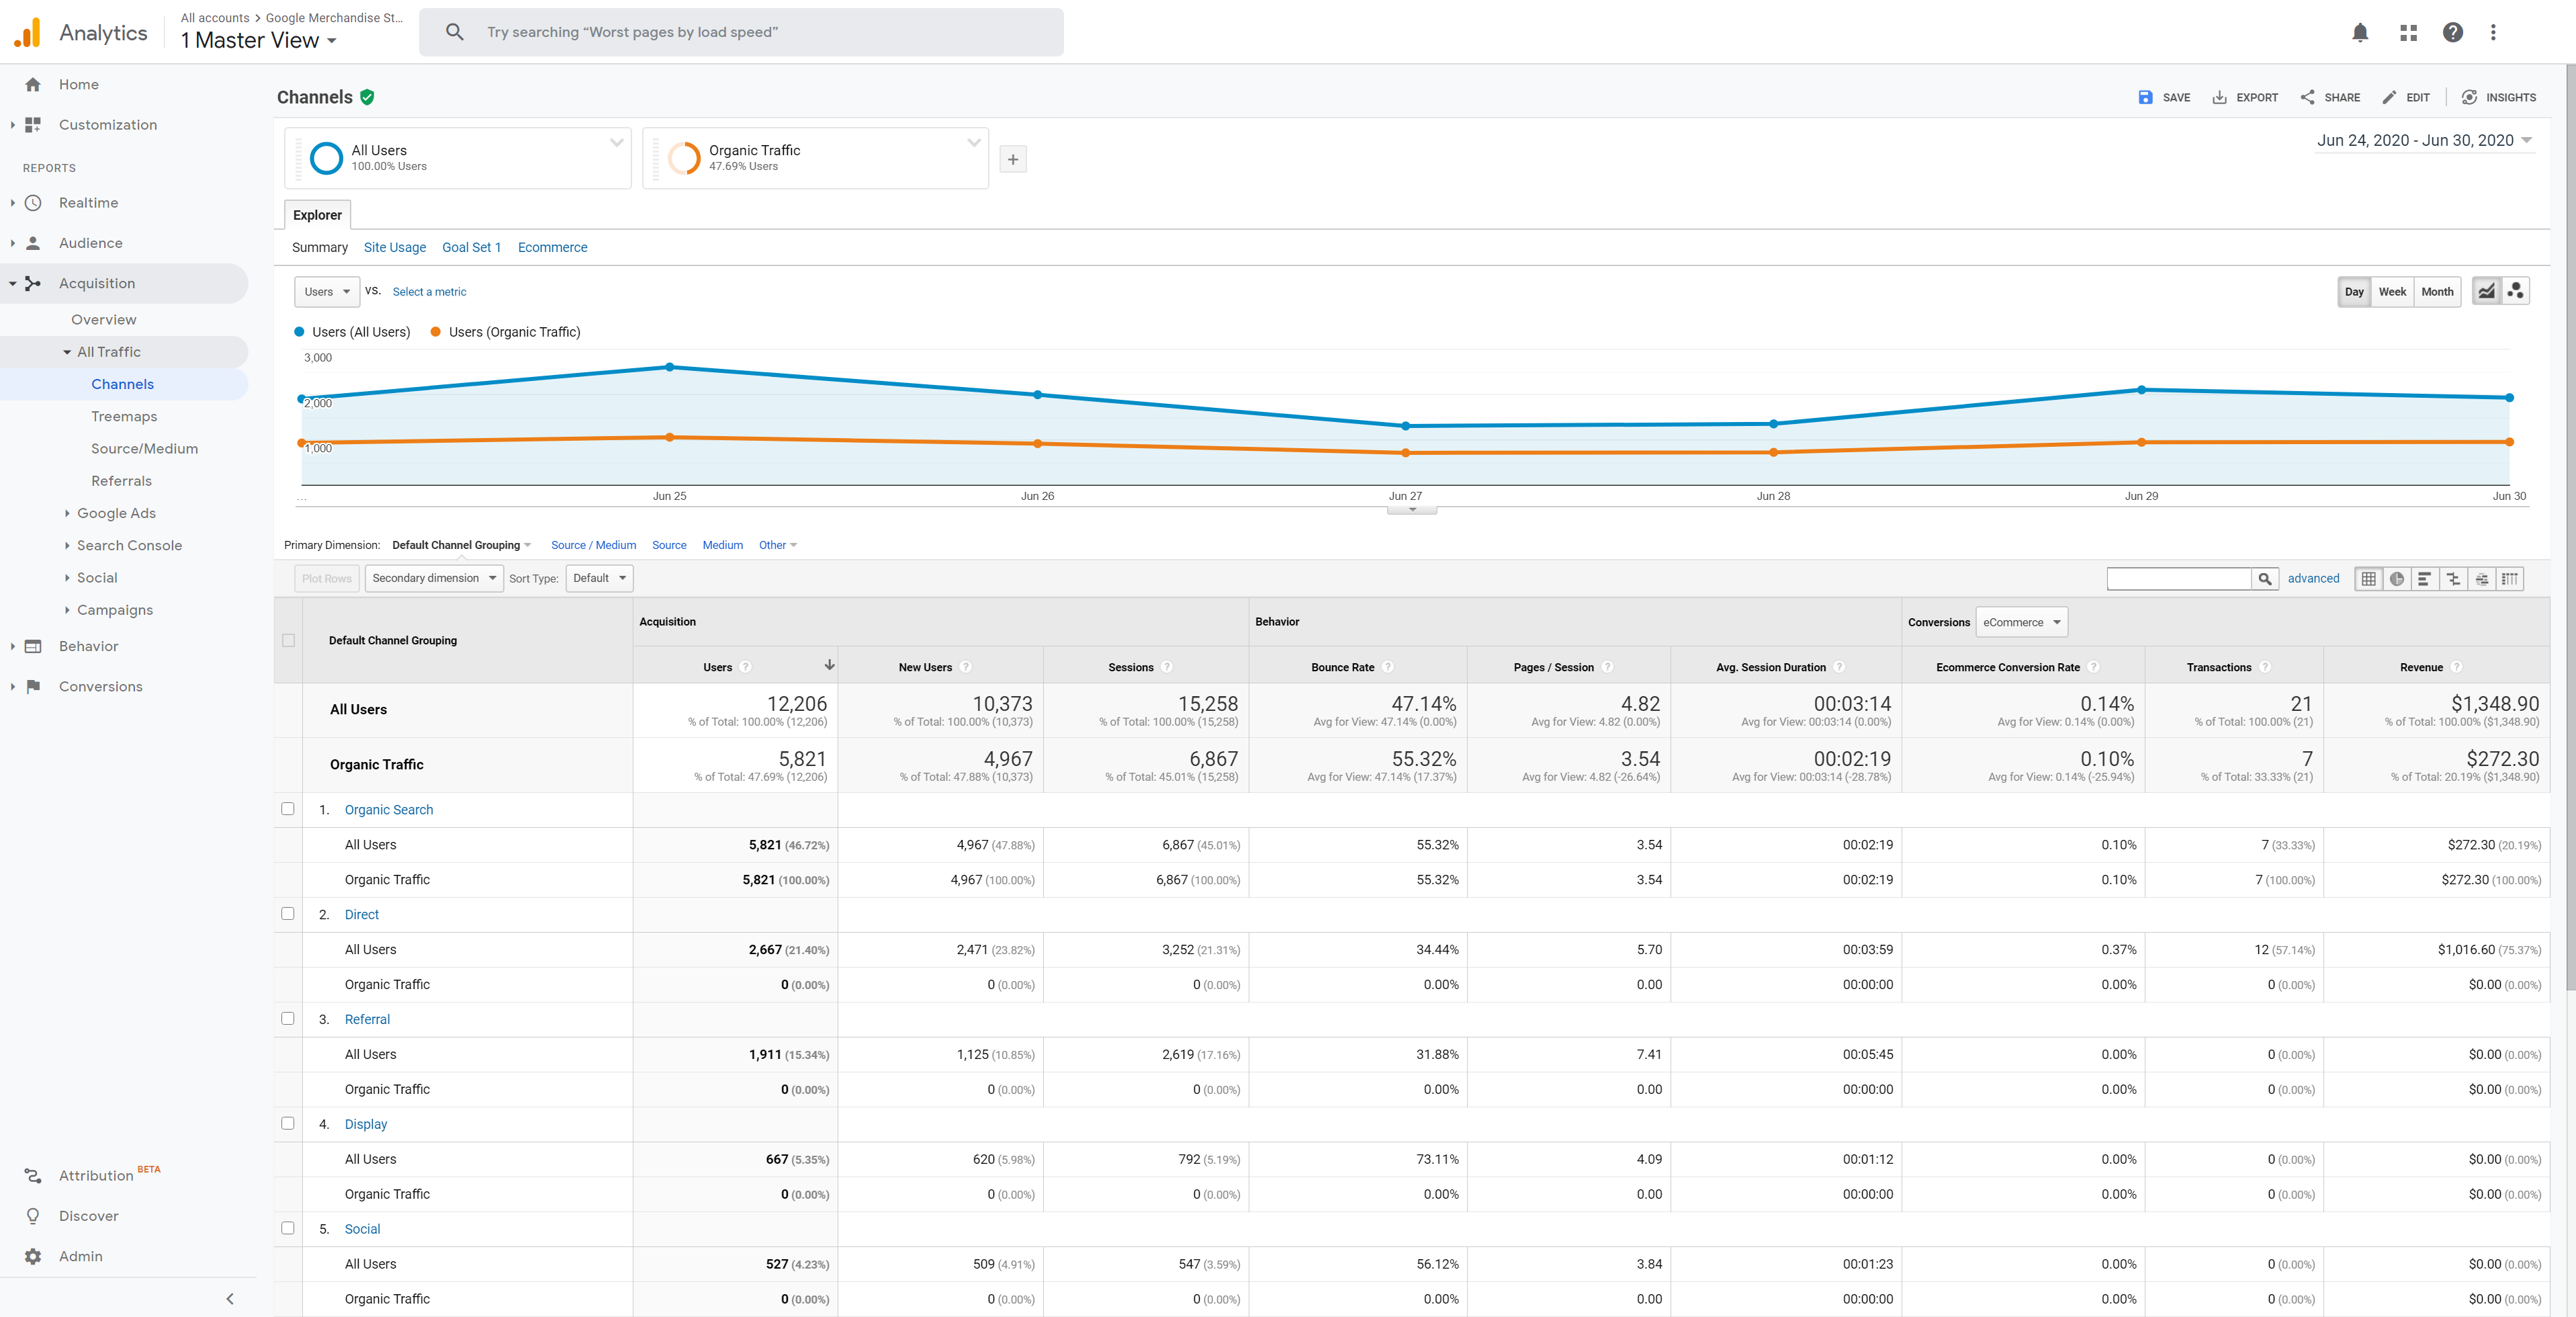 Analytics
All accounts > Google Merchandise St...
1 Master View
Try searching “Worst pages by load speed”
Home
Customization
REPORTS
Realtime
Audience
Acquisition
Overview
All Traffic
Channels
Treemaps
Source/Medium
Referrals
Google Ads
Search Console
Social
Campaigns
Behavior
Conversions
Attribution BETA
Discover
Admin
Channels
SAVE EXPORT SHARE EDIT INSIGHTS
All Users
100.00% Users
Organic Traffic
47.69% Users
+
Jun 24, 2020 - Jun 30, 2020
Explorer
Summary Site Usage Goal Set 1 Ecommerce
Users VS. Select a metric
Day Week Month
Users (All Users) Users (Organic Traffic)
3,000
2,000
1,000
... Jun 25 Jun 26 Jun 27 Jun 28 Jun 29 Jun 30
Primary Dimension: Default Channel Grouping Source / Medium Source Medium Other
Plot Rows Secondary dimension Sort Type: Default advanced
Default Channel Grouping Acquisition Behavior Conversions eCommerce
Users ? New Users ? Sessions ? Bounce Rate ? Pages / Session ? Avg. Session Duration ? Ecommerce Conversion Rate ? Transactions ? Revenue ?
All Users 12,206 10,373 15,258 47.14% 4.82 00:03:14 0.14% 21 $1,348.90
% of Total: 100.00% (12,206) % of Total: 100.00% (10,373) % of Total: 100.00% (15,258) Avg for View: 47.14% (0.00%) Avg for View: 4.82 (0.00%) Avg for View: 00:03:14 (0.00%) Avg for View: 0.14% (0.00%) % of Total: 100.00% (21) % of Total: 100.00% ($1,348.90)
Organic Traffic 5,821 4,967 6,867 55.32% 3.54 00:02:19 0.10% 7 $272.30
% of Total: 47.69% (12,206) % of Total: 47.88% (10,373) % of Total: 45.01% (15,258) Avg for View: 47.14% (17.37%) Avg for View: 4.82 (-26.64%) Avg for View: 00:03:14 (-28.78%) Avg for View: 0.14% (-25.94%) % of Total: 33.33% (21) % of Total: 20.19% ($1,348.90)
1. Organic Search
All Users 5,821 (46.72%) 4,967 (47.88%) 6,867 (45.01%) 55.32% 3.54 00:02:19 0.10% 7 (33.33%) $272.30 (20.19%)
Organic Traffic 5,821 (100.00%) 4,967 (100.00%) 6,867 (100.00%) 55.32% 3.54 00:02:19 0.10% 7 (100.00%) $272.30 (100.00%)
2. Direct
All Users 2,667 (21.40%) 2,471 (23.82%) 3,252 (21.31%) 34.44% 5.70 00:03:59 0.37% 12 (57.14%) $1,016.60 (75.37%)
Organic Traffic 0 (0.00%) 0 (0.00%) 0 (0.00%) 0.00% 0.00 00:00:00 0.00% 0 (0.00%) $0.00 (0.00%)
3. Referral
All Users 1,911 (15.34%) 1,125 (10.85%) 2,619 (17.16%) 31.88% 7.41 00:05:45 0.00% 0 (0.00%) $0.00 (0.00%)
Organic Traffic 0 (0.00%) 0 (0.00%) 0 (0.00%) 0.00% 0.00 00:00:00 0.00% 0 (0.00%) $0.00 (0.00%)
4. Display
All Users 667 (5.35%) 620 (5.98%) 792 (5.19%) 73.11% 4.09 00:01:12 0.00% 0 (0.00%) $0.00 (0.00%)
Organic Traffic 0 (0.00%) 0 (0.00%) 0 (0.00%) 0.00% 0.00 00:00:00 0.00% 0 (0.00%) $0.00 (0.00%)
5. Social
All Users 527 (4.23%) 509 (4.91%) 547 (3.59%) 56.12% 3.84 00:01:23 0.00% 0 (0.00%) $0.00 (0.00%)
Organic Traffic 0 (0.00%) 0 (0.00%) 0 (0.00%) 0.00% 0.00 00:00:00 0.00% 0 (0.00%) $0.00 (0.00%)